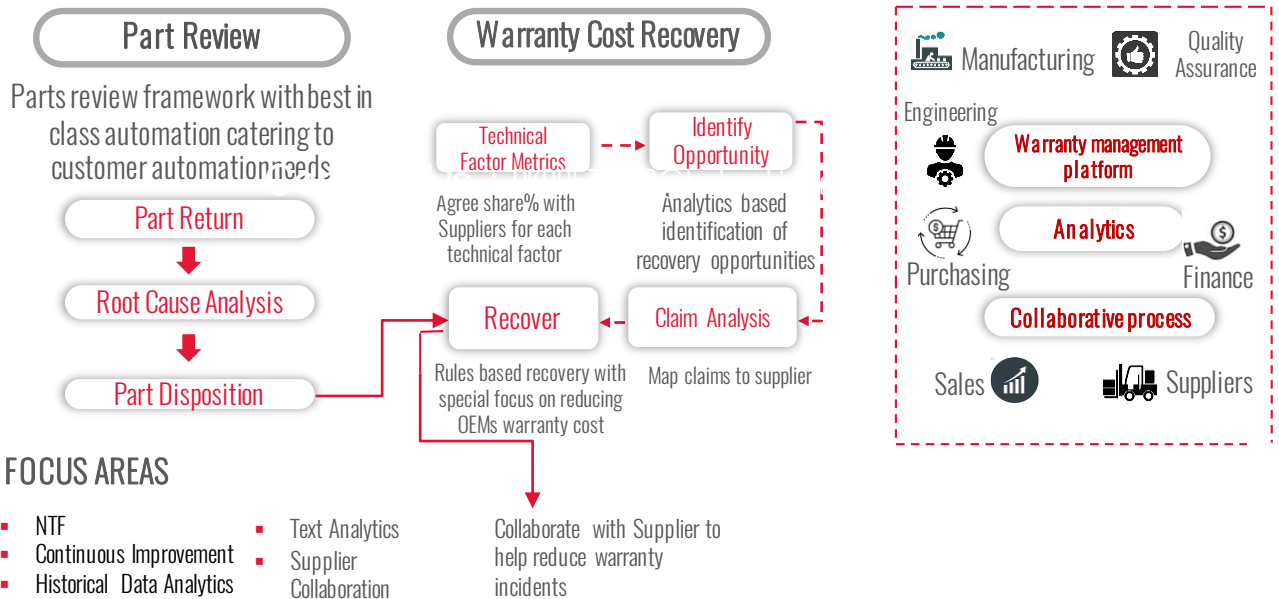 Part Review
Parts review framework with best in
class automation catering to
customer automation needs
Part Return
Root Cause Analysis
Part Disposition
Warranty Cost Recovery
Technical
Factor Metrics
Identify
Opportunity
Agree share% with
Suppliers for each
technical factor
Analytics based
identification of
recovery opportunities
Recover
Claim Analysis
Rules based recovery with
special focus on reducing
OEMs warranty cost
Map claims to supplier
Collaborate with Supplier to
help reduce warranty
incidents
Manufacturing
Quality
Assurance
Engineering
Warranty management
platform
Analytics
Purchasing
Finance
Collaborative process
Sales
Suppliers
FOCUS AREAS
NTF
Continuous Improvement
Historical Data Analytics
Text Analytics
Supplier
Collaboration